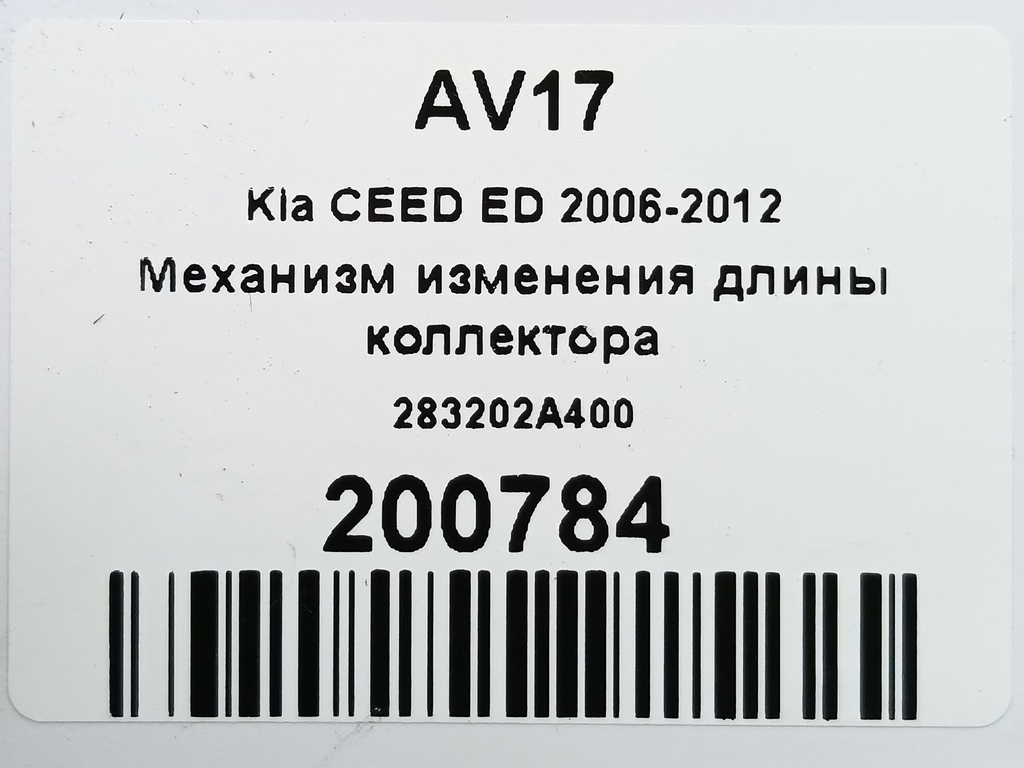 AV17
Kia CEED ED 2006-2012
Механизм изменения длины
коллектора
283202A400
200784